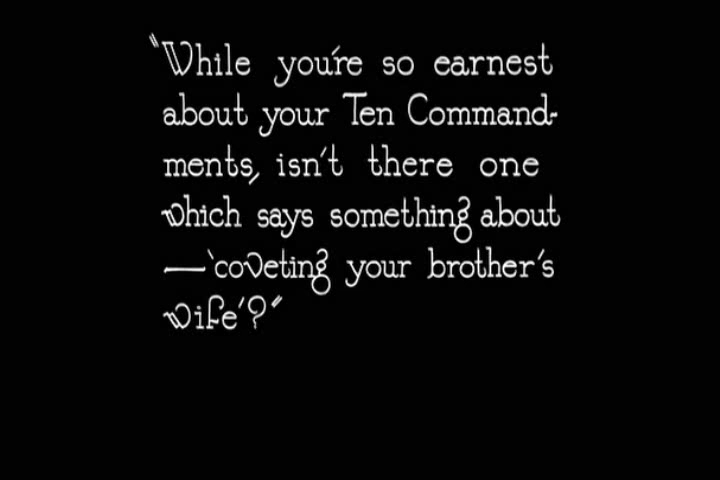 "While you're so earnest
about your Ten Command-
ments, isn't there one
which says something about
—'coveting your brother's
wife'?"